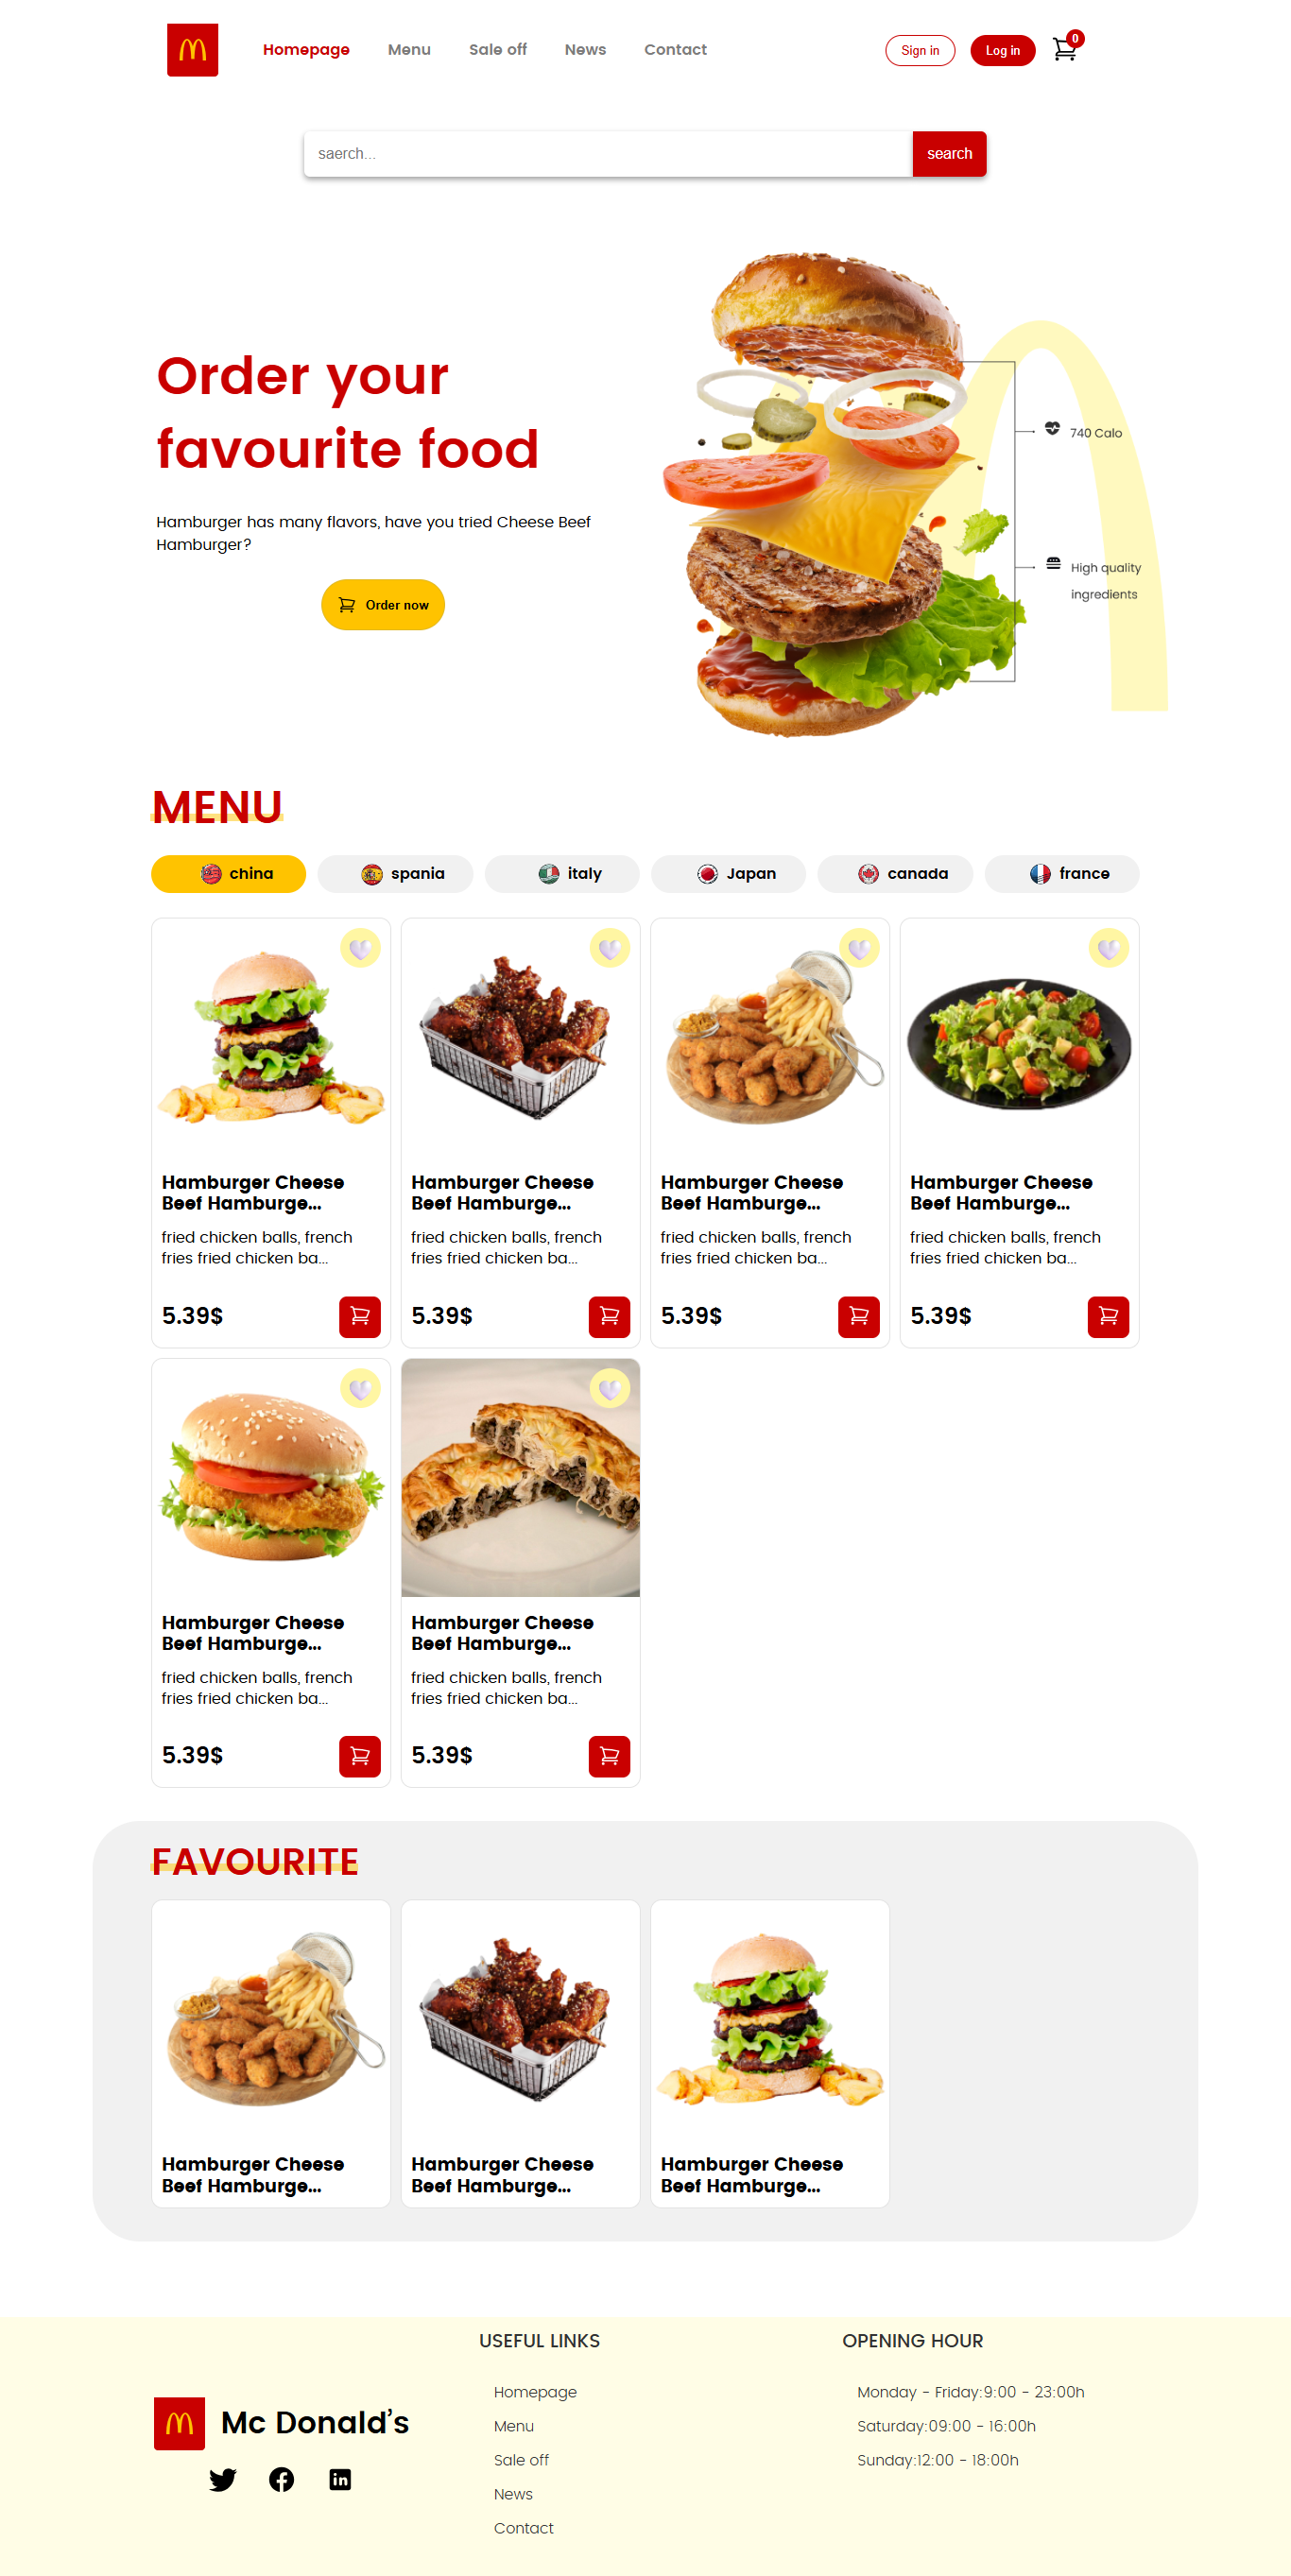 Homepage Menu Sale off News Contact Sign in Log in 0
saerch... search
Order your
favourite food
Hamburger has many flavors, have you tried Cheese Beef
Hamburger?
Order now
740 Calo
High quality
ingredients
MENU
china spania italy Japan canada france
Hamburger Cheese
Beef Hamburge...
fried chicken balls, french
fries fried chicken ba...
5.39$
Hamburger Cheese
Beef Hamburge...
fried chicken balls, french
fries fried chicken ba...
5.39$
Hamburger Cheese
Beef Hamburge...
fried chicken balls, french
fries fried chicken ba...
5.39$
Hamburger Cheese
Beef Hamburge...
fried chicken balls, french
fries fried chicken ba...
5.39$
Hamburger Cheese
Beef Hamburge...
fried chicken balls, french
fries fried chicken ba...
5.39$
Hamburger Cheese
Beef Hamburge...
fried chicken balls, french
fries fried chicken ba...
5.39$
FAVOURITE
Hamburger Cheese
Beef Hamburge...
Hamburger Cheese
Beef Hamburge...
Hamburger Cheese
Beef Hamburge...
Mc Donald's
USEFUL LINKS
Homepage
Menu
Sale off
News
Contact
OPENING HOUR
Monday - Friday:9:00 - 23:00h
Saturday:09:00 - 16:00h
Sunday:12:00 - 18:00h